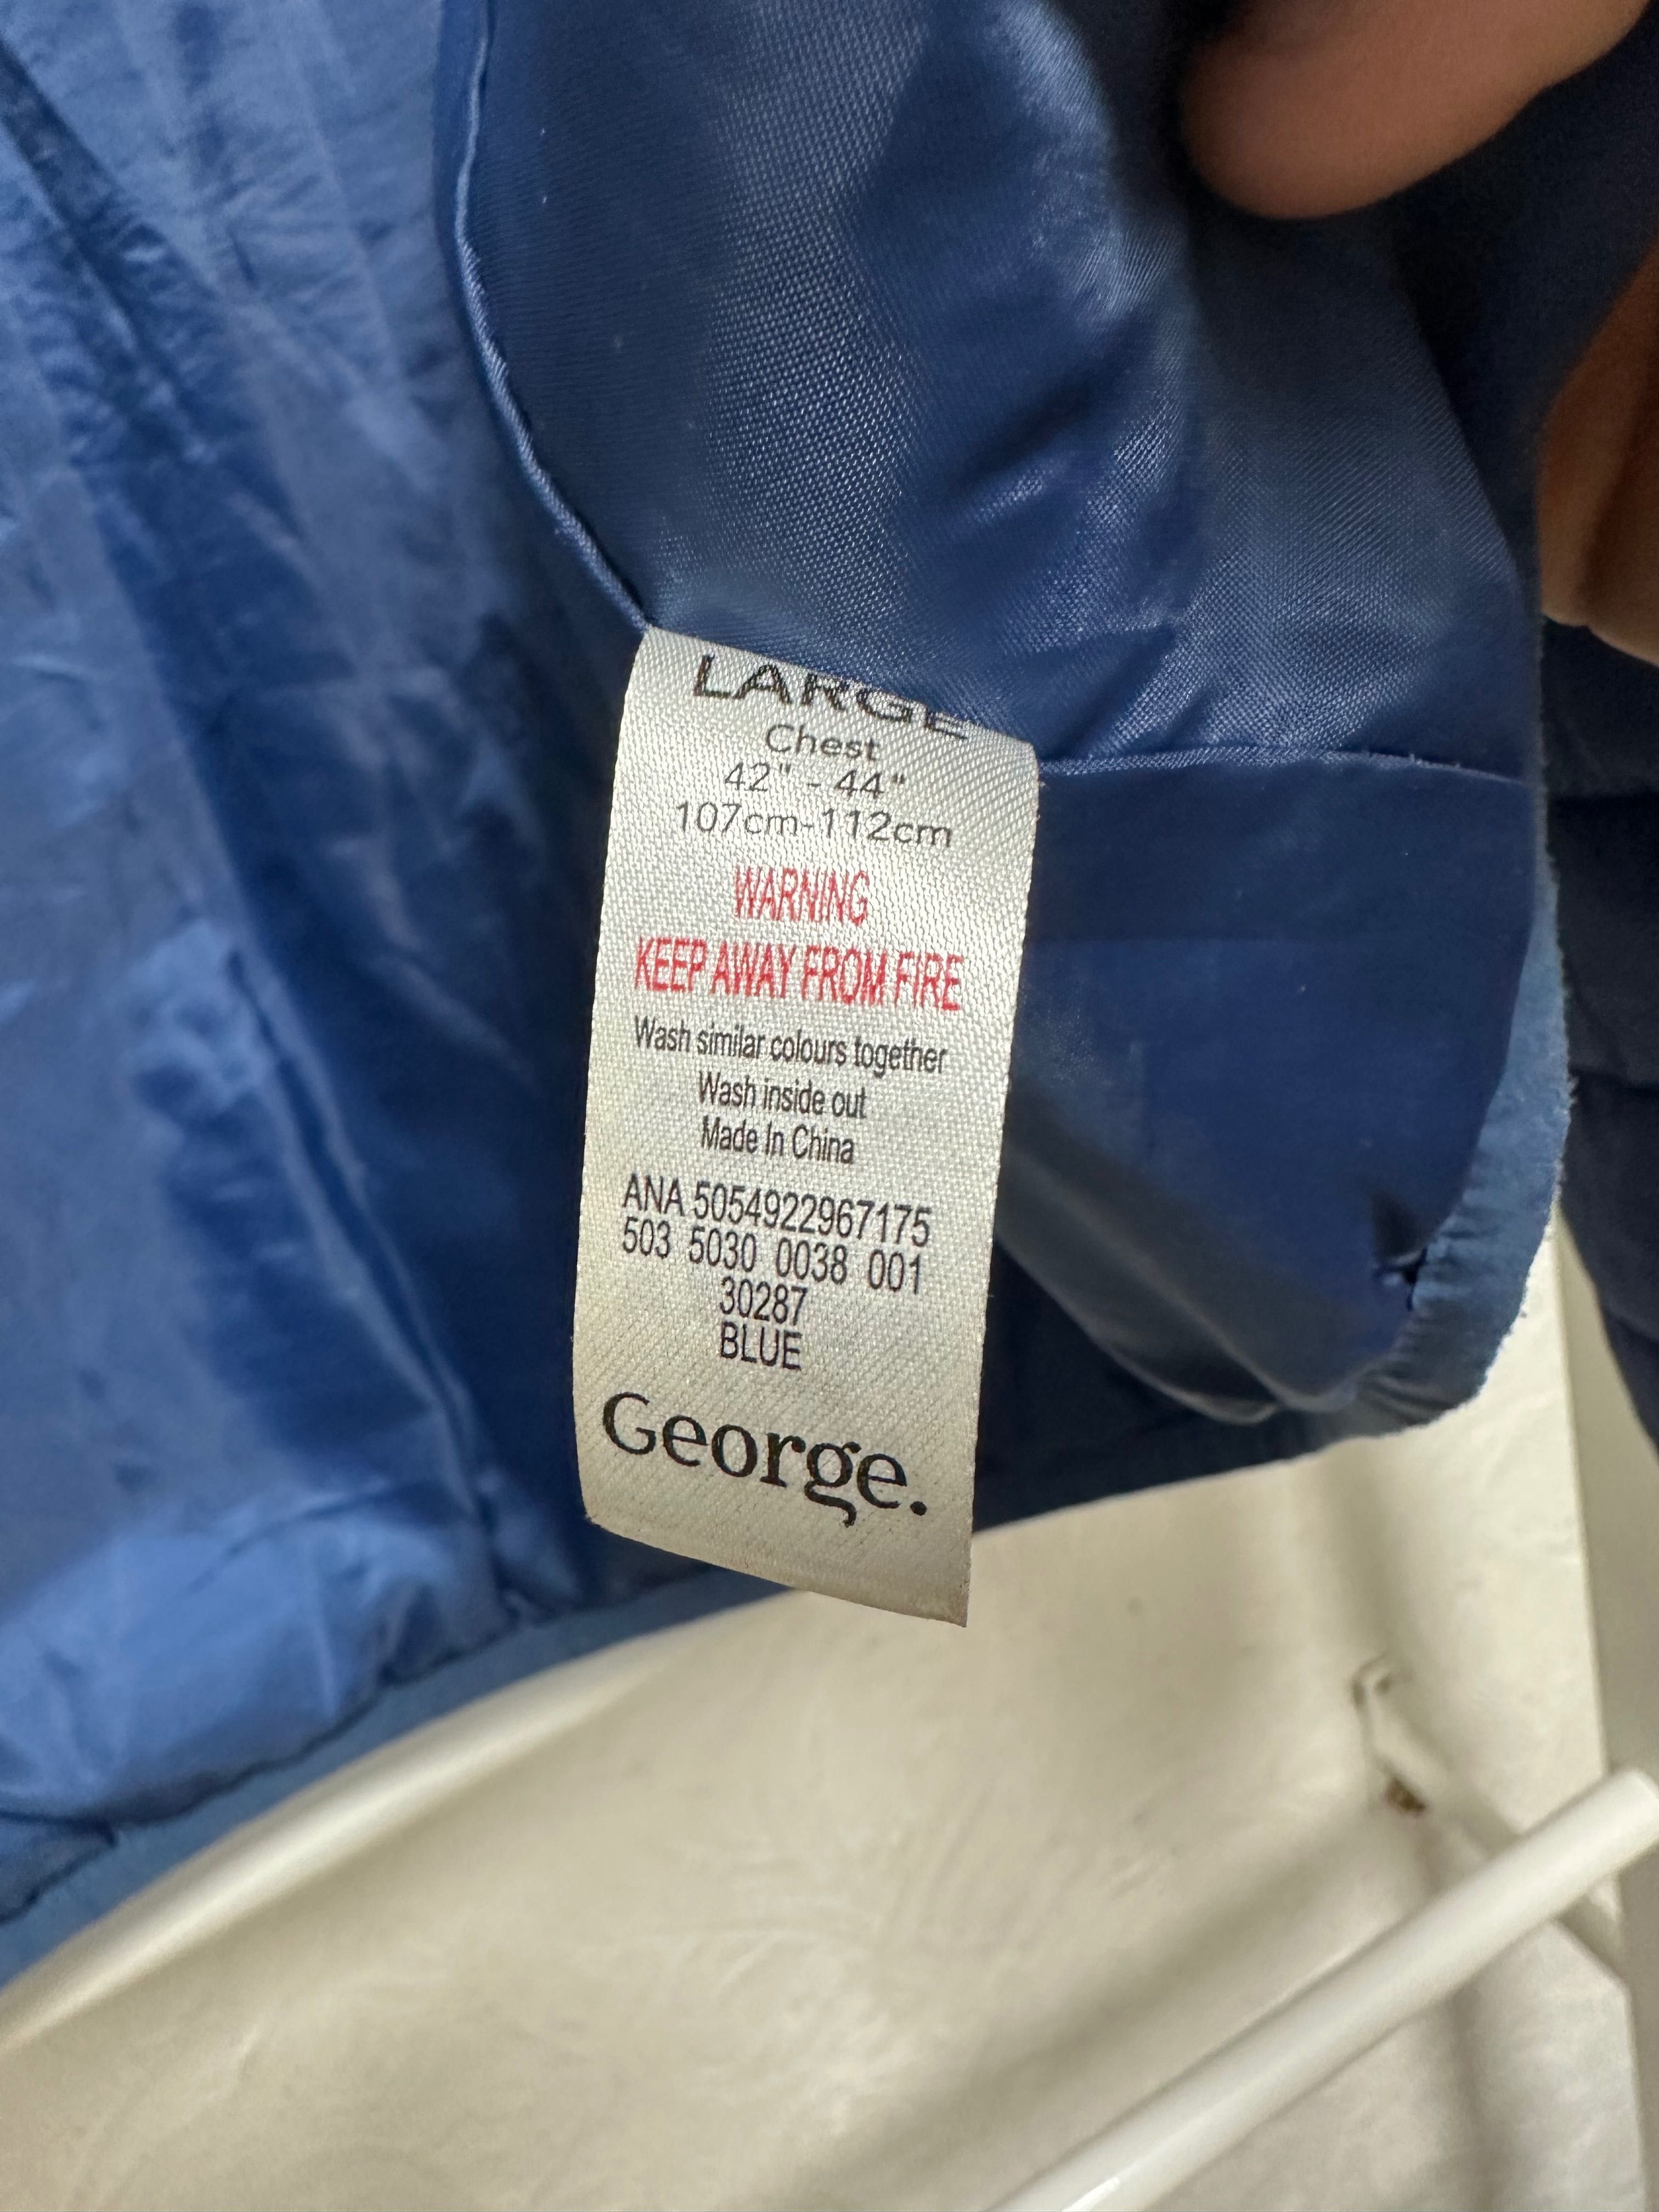 LARGE
Chest
42" - 44"
107cm-112cm
WARNING
KEEP AWAY FROM FIRE
Wash similar colours together
Wash inside out
Made In China
ANA 5054922967175
503 5030 0038 001
30287
BLUE
George.